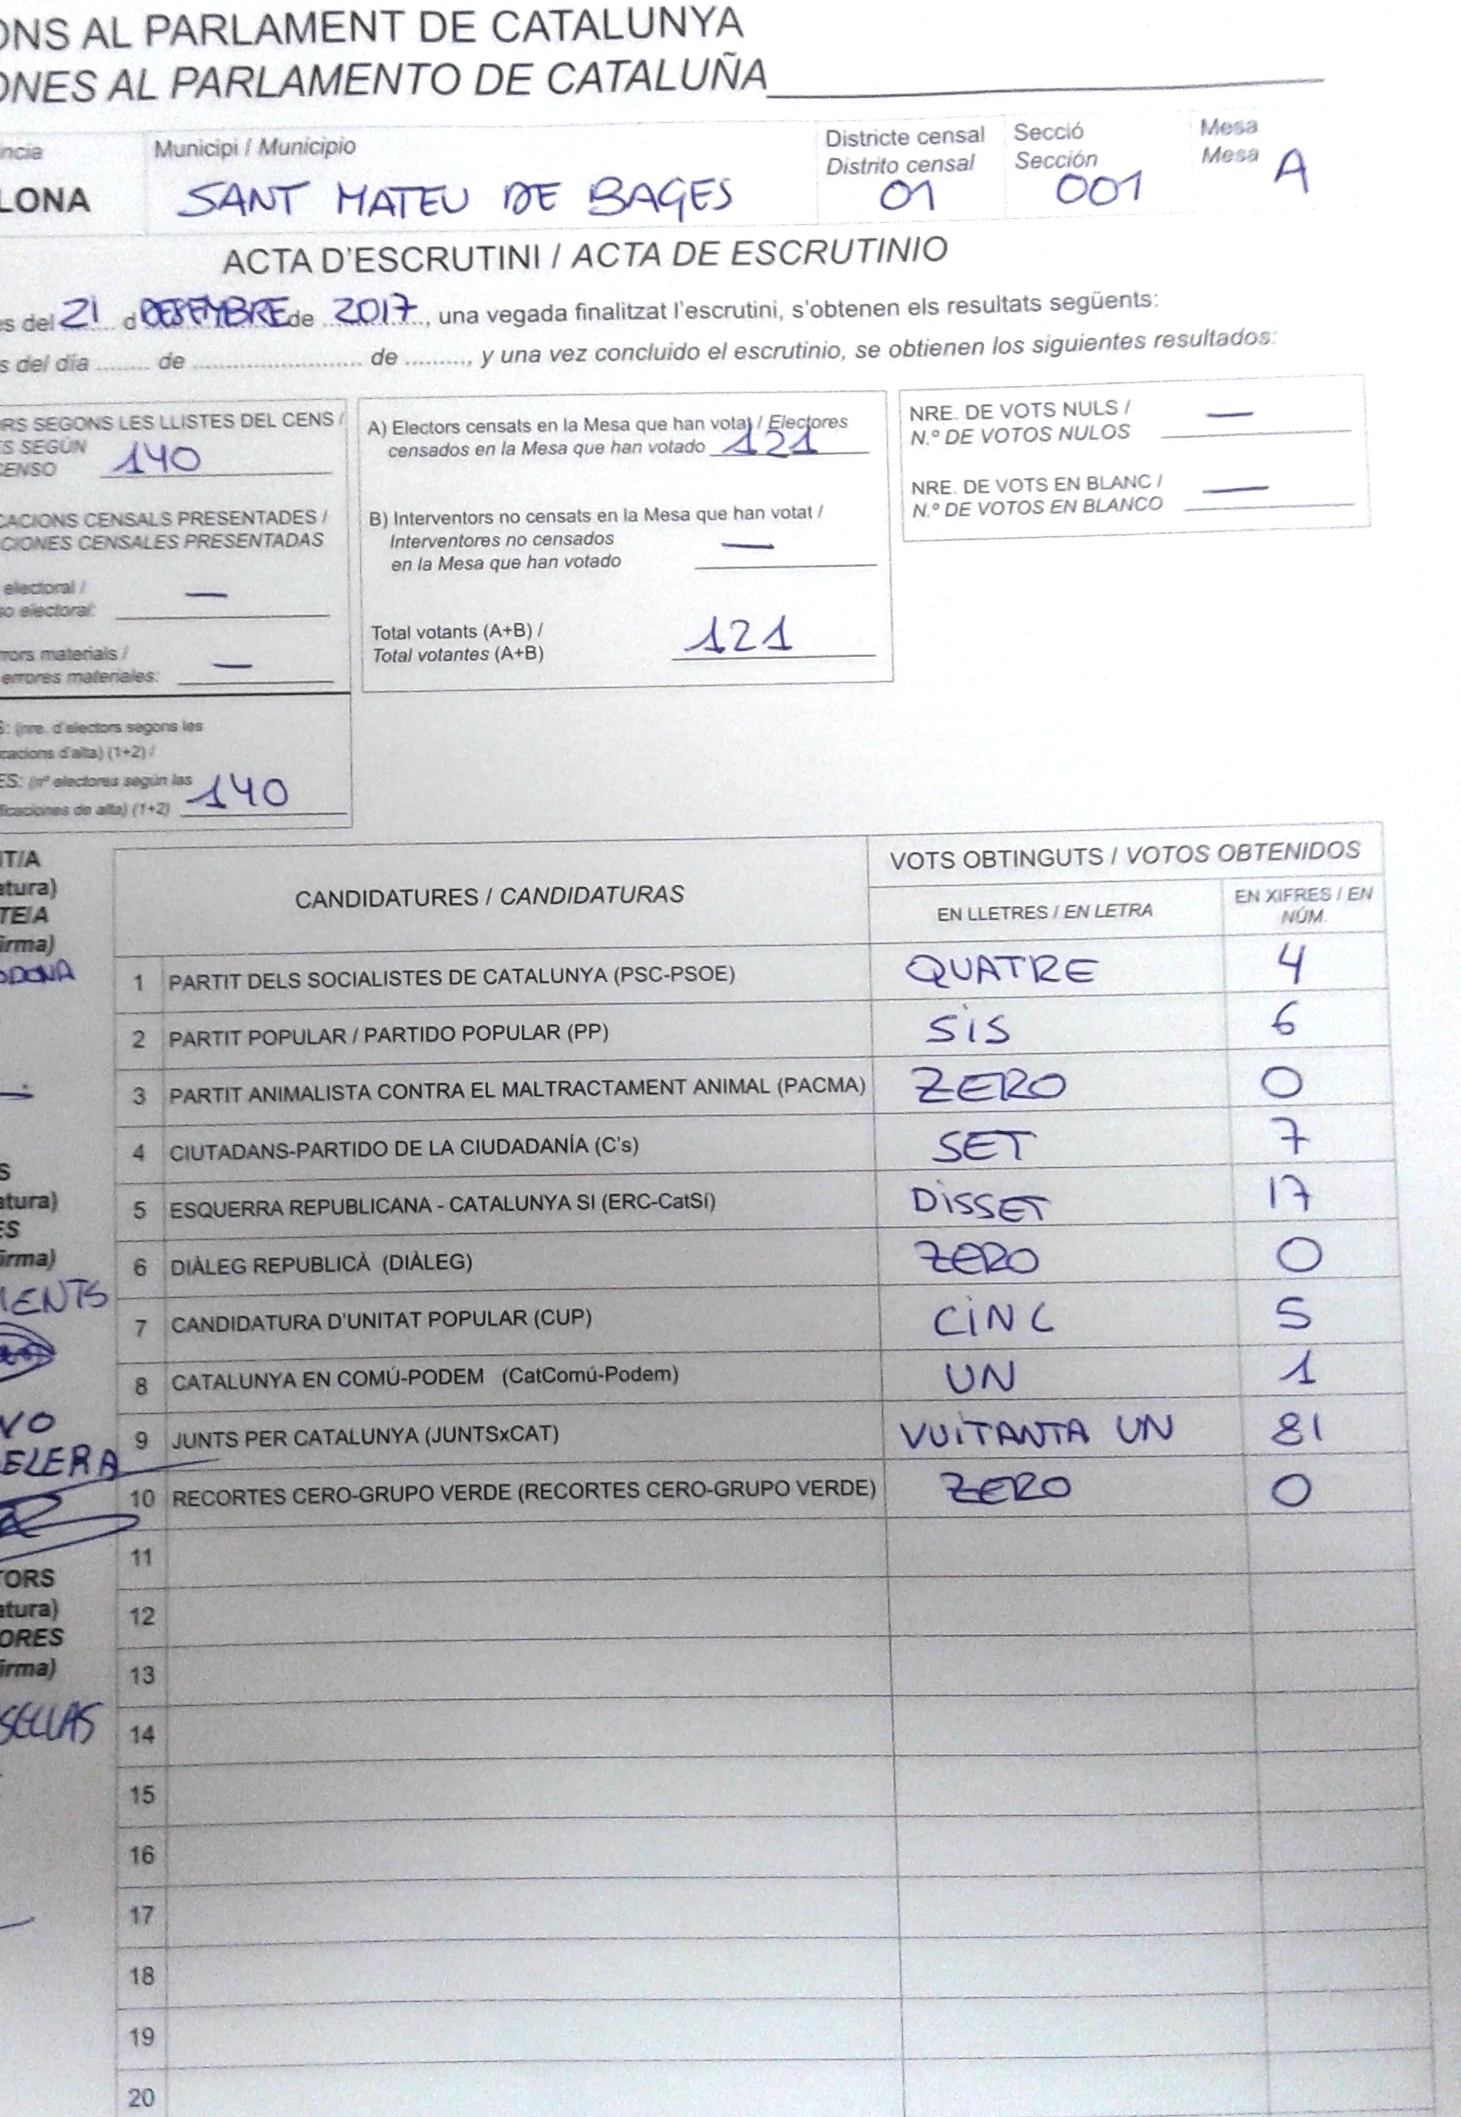 ONS AL PARLAMENT DE CATALUNYA
ONES AL PARLAMENTO DE CATALUÑA
incia
LONA
Municipi / Municipio
SANT MATEU DE BAGES
Districte censal
Distrito censal
01
Secció
Sección
001
Mesa
Mesa
A
ACTA D'ESCRUTINI / ACTA DE ESCRUTINIO
es del 21 d DESEMBRE de 2017, una vegada finalitzat l'escrutini, s'obtenen els resultats següents:
s del día ........ de ........................ de ........., y una vez concluido el escrutinio, se obtienen los siguientes resultados:
RS SEGONS LES LLISTES DEL CENS /
S SEGÚN
CENSO 140
CACIONS CENSALS PRESENTADES /
CIONES CENSALES PRESENTADAS
electoral / —
so electoral:
rrors materials / —
errores materiales:
S: (nre. d'electors segons les
cacions d'alta) (1+2) /
ES: (nº electores según las
ficaciones de alta) (1+2) 140
A) Electors censats en la Mesa que han votat / Electores
censados en la Mesa que han votado 121
B) Interventors no censats en la Mesa que han votat /
Interventores no censados —
en la Mesa que han votado
Total votants (A+B) / 121
Total votantes (A+B)
NRE. DE VOTS NULS / —
N.º DE VOTOS NULOS
NRE. DE VOTS EN BLANC / —
N.º DE VOTOS EN BLANCO
NT/A
atura)
TE/A
irma)
ODONA
S
atura)
ES
irma)
MENTS
VO
ELERA
TORS
atura)
ORES
irma)
SELLAS
CANDIDATURES / CANDIDATURAS
VOTS OBTINGUTS / VOTOS OBTENIDOS
EN LLETRES / EN LETRA
EN XIFRES / EN
NÚM.
1 PARTIT DELS SOCIALISTES DE CATALUNYA (PSC-PSOE) QUATRE 4
2 PARTIT POPULAR / PARTIDO POPULAR (PP) SIS 6
3 PARTIT ANIMALISTA CONTRA EL MALTRACTAMENT ANIMAL (PACMA) ZERO 0
4 CIUTADANS-PARTIDO DE LA CIUDADANÍA (C's) SET 7
5 ESQUERRA REPUBLICANA - CATALUNYA SI (ERC-CatSí) DISSET 17
6 DIÀLEG REPUBLICÀ (DIÀLEG) ZERO 0
7 CANDIDATURA D'UNITAT POPULAR (CUP) CINC 5
8 CATALUNYA EN COMÚ-PODEM (CatComú-Podem) UN 1
9 JUNTS PER CATALUNYA (JUNTSxCAT) VUITANTA UN 81
10 RECORTES CERO-GRUPO VERDE (RECORTES CERO-GRUPO VERDE) ZERO 0
11
12
13
14
15
16
17
18
19
20